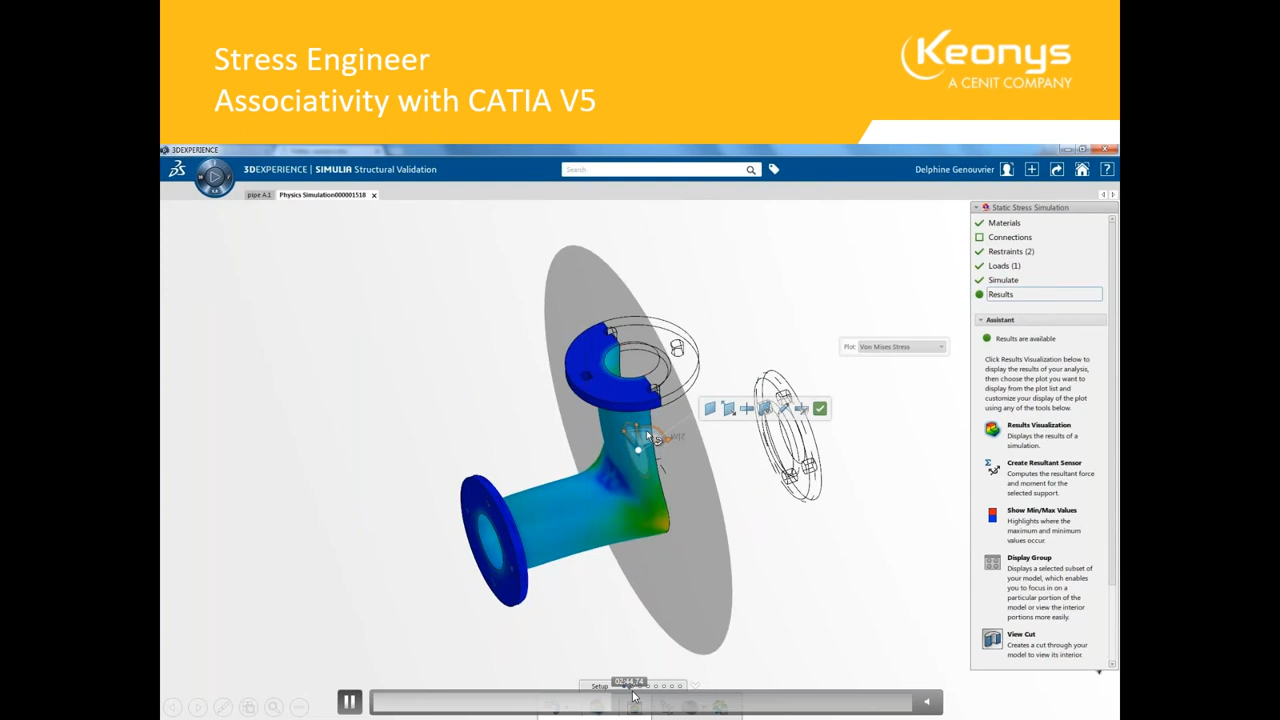 Stress Engineer
Associativity with CATIA V5
Keonys
A CENIT COMPANY
3DEXPERIENCE
3DEXPERIENCE | SIMULIA Structural Validation
Search
Delphine Genouvrier
pipe A.1
Physics Simulation000001518
Static Stress Simulation
Materials
Connections
Restraints (2)
Loads (1)
Simulate
Results
Assistant
Results are available
Click Results Visualization below to
display the results of your analysis,
then choose the plot you want to
display from the plot list and
customize your display of the plot
using any of the tools below.
Results Visualization
Displays the results of a
simulation.
Create Resultant Sensor
Computes the resultant force
and moment for the
selected support.
Show Min/Max Values
Highlights where the
maximum and minimum
values occur.
Display Group
Displays a selected subset of
your model, which enables
you to focus in on a
particular portion of the
model or view the interior
portions more easily.
View Cut
Creates a cut through your
model to view its interior.
Plot: Von Mises Stress
02:44,74
Setup